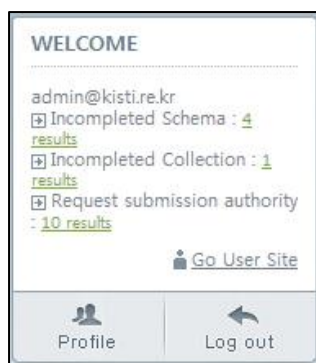 WELCOME
admin@kisti.re.kr
Incompleted Schema : 4
results
Incompleted Collection : 1
results
Request submission authority
: 10 results
Go User Site
Profile
Log out